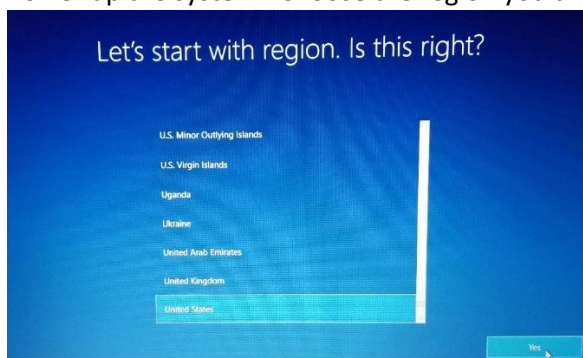 Let's start with region. Is this right?
U.S. Minor Outlying Islands
U.S. Virgin Islands
Uganda
Ukraine
United Arab Emirates
United Kingdom
United States
Yes